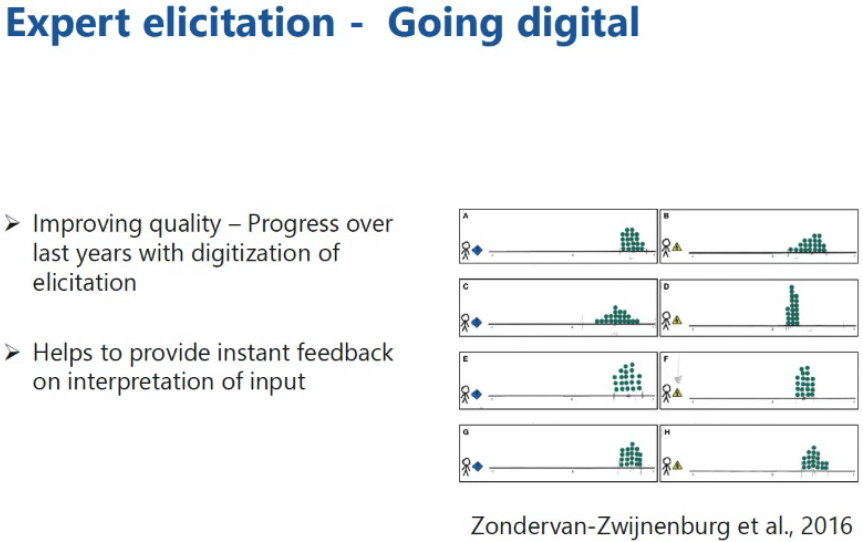 Expert elicitation - Going digital
➢ Improving quality – Progress over
last years with digitization of
elicitation
➢ Helps to provide instant feedback
on interpretation of input
A
B
C
D
E
F
G
H
Zondervan-Zwijnenburg et al., 2016